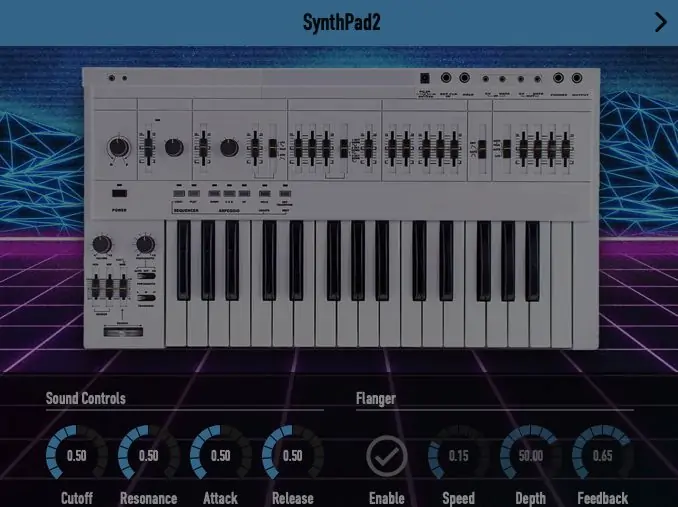 SynthPad2
POWER
SEQUENCER
ARPEGGIO
Sound Controls
Flanger
0.50
0.50
0.50
0.50
0.15
50.00
0.65
Cutoff
Resonance
Attack
Release
Enable
Speed
Depth
Feedback